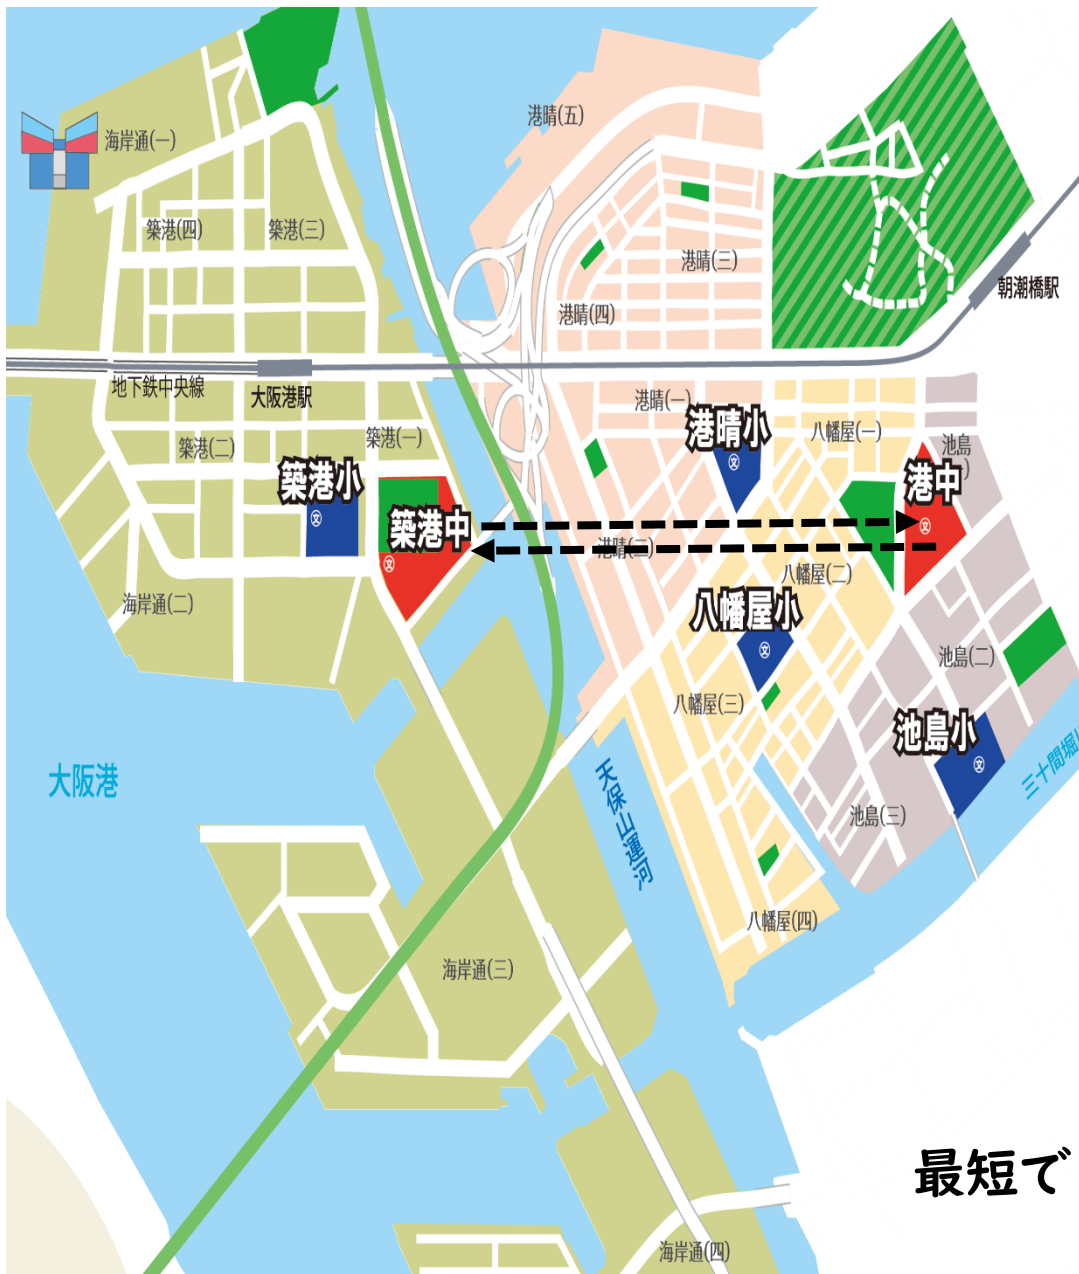 港晴(五)
海岸通(一)
築港(四)
築港(三)
港晴(三)
朝潮橋駅
港晴(四)
地下鉄中央線
大阪港駅
港晴(一)
港晴小
八幡屋(一)
築港(二)
築港(一)
池島
築港小
港中
築港中
港晴(二)
八幡屋(二)
海岸通(二)
八幡屋小
池島(二)
八幡屋(三)
池島小
大阪港
天保山運河
三十間堀
池島(三)
八幡屋(四)
海岸通(三)
最短で
海岸通(四)
文
文
文
文
文
文